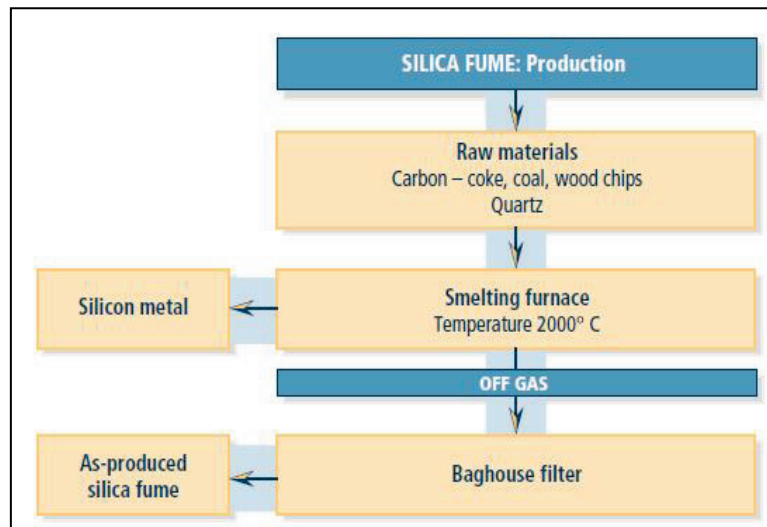 SILICA FUME: Production
Raw materials
Carbon – coke, coal, wood chips
Quartz
Silicon metal
Smelting furnace
Temperature 2000° C
OFF GAS
As-produced
silica fume
Baghouse filter